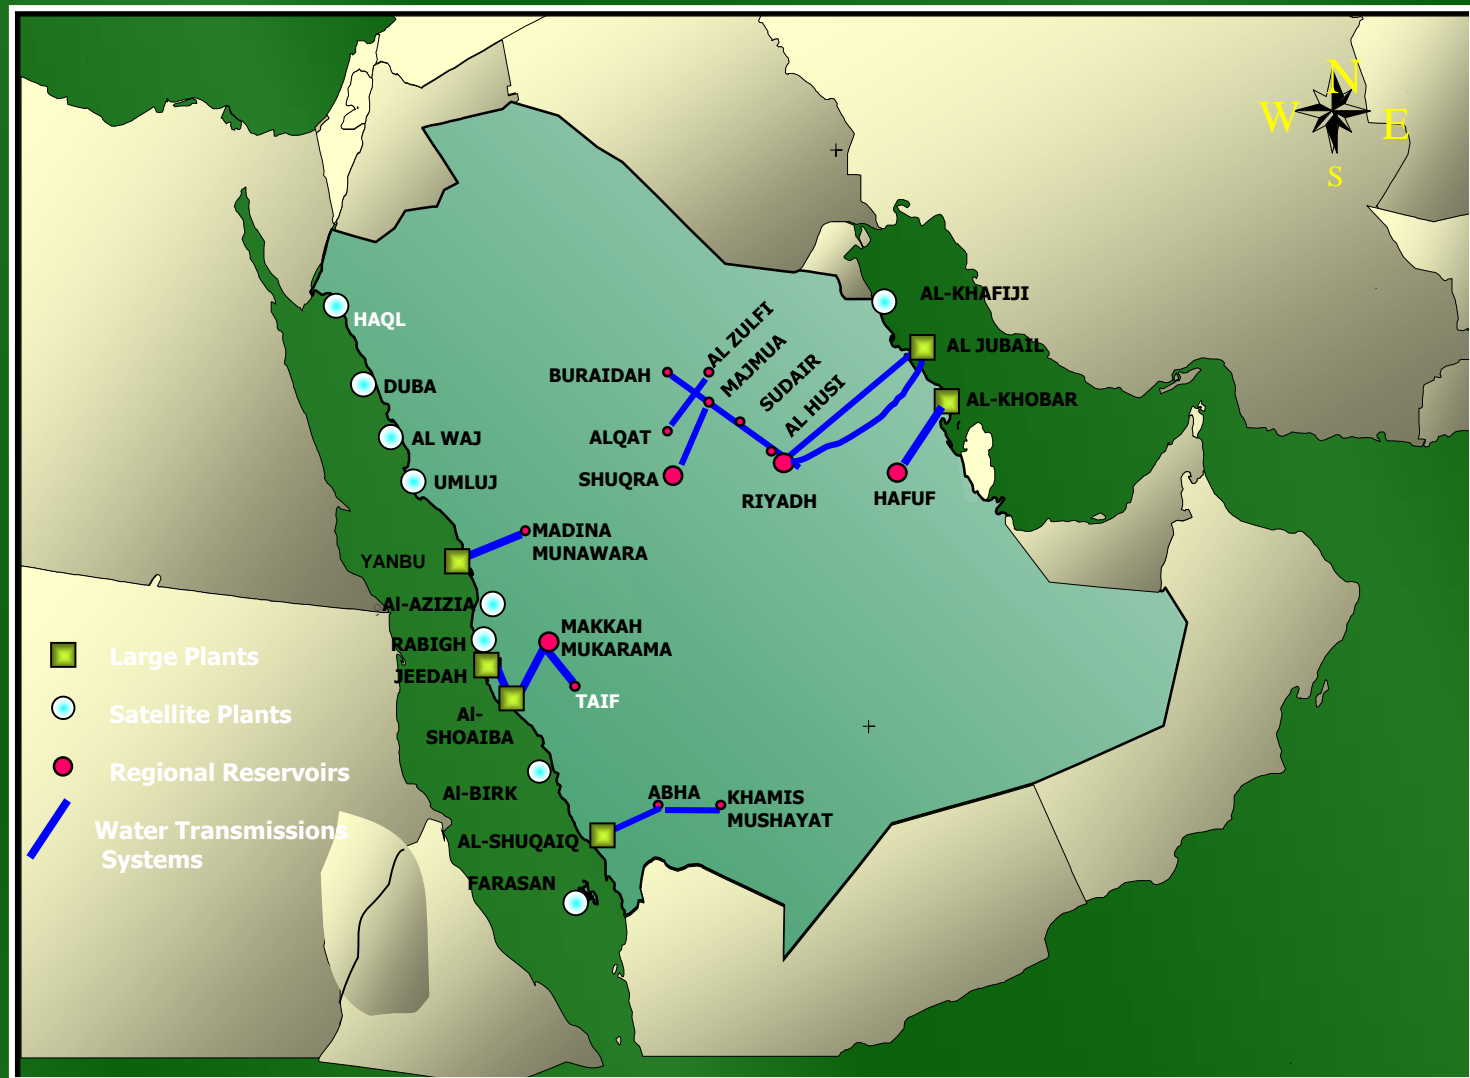 N
W
E
S
AL-KHAFIJI
HAQL
AL ZULFI
MAJMUA
AL JUBAIL
SUDAIR
BURAIDAH
DUBA
AL HUSI
AL-KHOBAR
AL WAJ
ALQAT
UMLUJ
SHUQRA
RIYADH
HAFUF
MADINA
MUNAWARA
YANBU
Al-AZIZIA
MAKKAH
MUKARAMA
RABIGH
JEEDAH
TAIF
Al-
SHOAIBA
Al-BIRK
ABHA
KHAMIS
MUSHAYAT
AL-SHUQAIQ
FARASAN
Large Plants
Satellite Plants
Regional Reservoirs
Water Transmissions
Systems